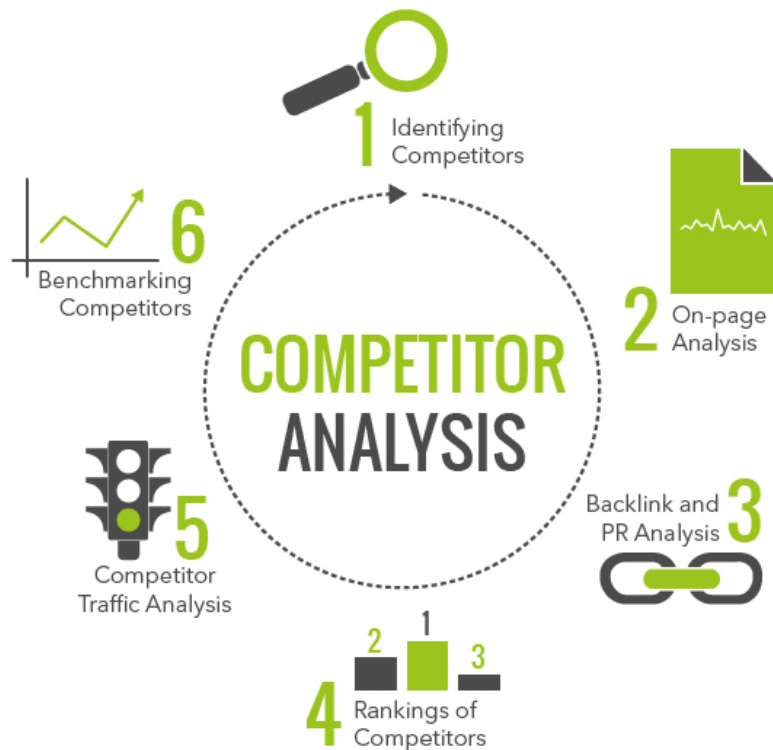 1 Identifying
Competitors
2 On-page
Analysis
Backlink and 3
PR Analysis
2 1 3
4 Rankings of
Competitors
5
Competitor
Traffic Analysis
6
Benchmarking
Competitors
COMPETITOR
ANALYSIS